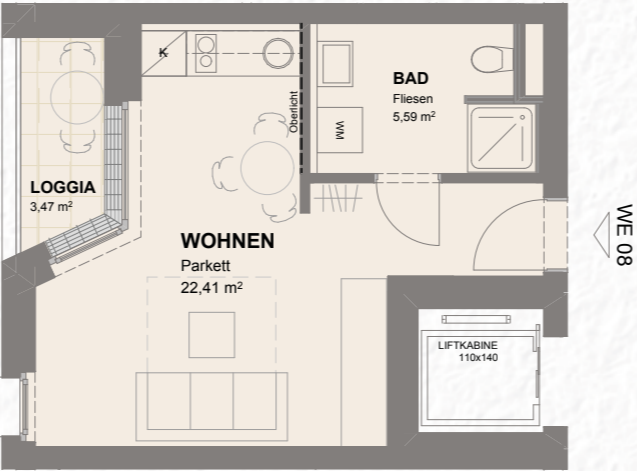 K
Oberlicht
BAD
Fliesen
5,59 m²
WM
LOGGIA
3,47 m²
WOHNEN
Parkett
22,41 m²
WE 08
LIFTKABINE
110x140